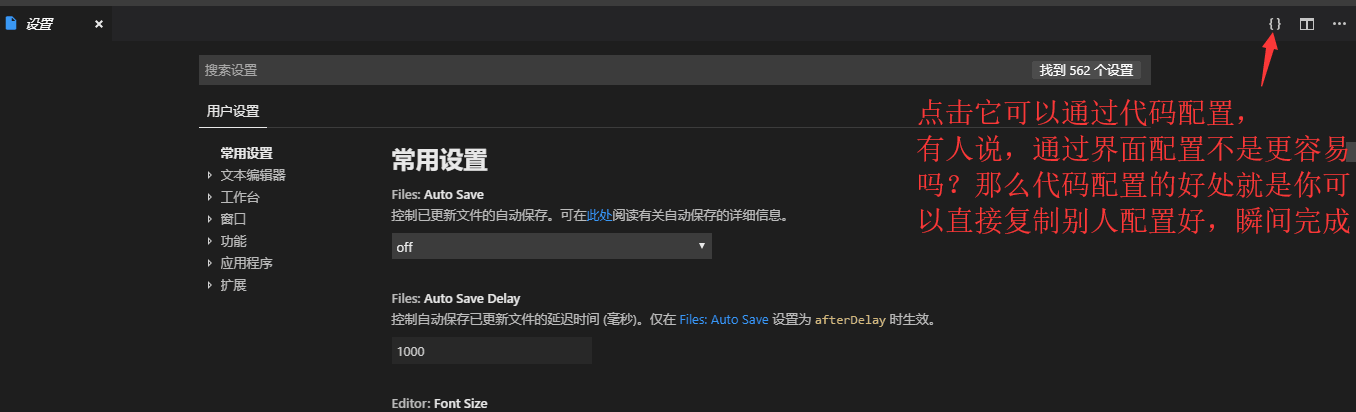 设置
{}
搜索设置
找到 562 个设置
用户设置
常用设置
文本编辑器
工作台
窗口
功能
应用程序
扩展
常用设置
Files: Auto Save
控制已更新文件的自动保存。可在此处阅读有关自动保存的详细信息。
off
Files: Auto Save Delay
控制自动保存已更新文件的延迟时间 (毫秒)。仅在 Files: Auto Save 设置为 afterDelay 时生效。
1000
Editor: Font Size
点击它可以通过代码配置，
有人说，通过界面配置不是更容易
吗？那么代码配置的好处就是你可
以直接复制别人配置好，瞬间完成